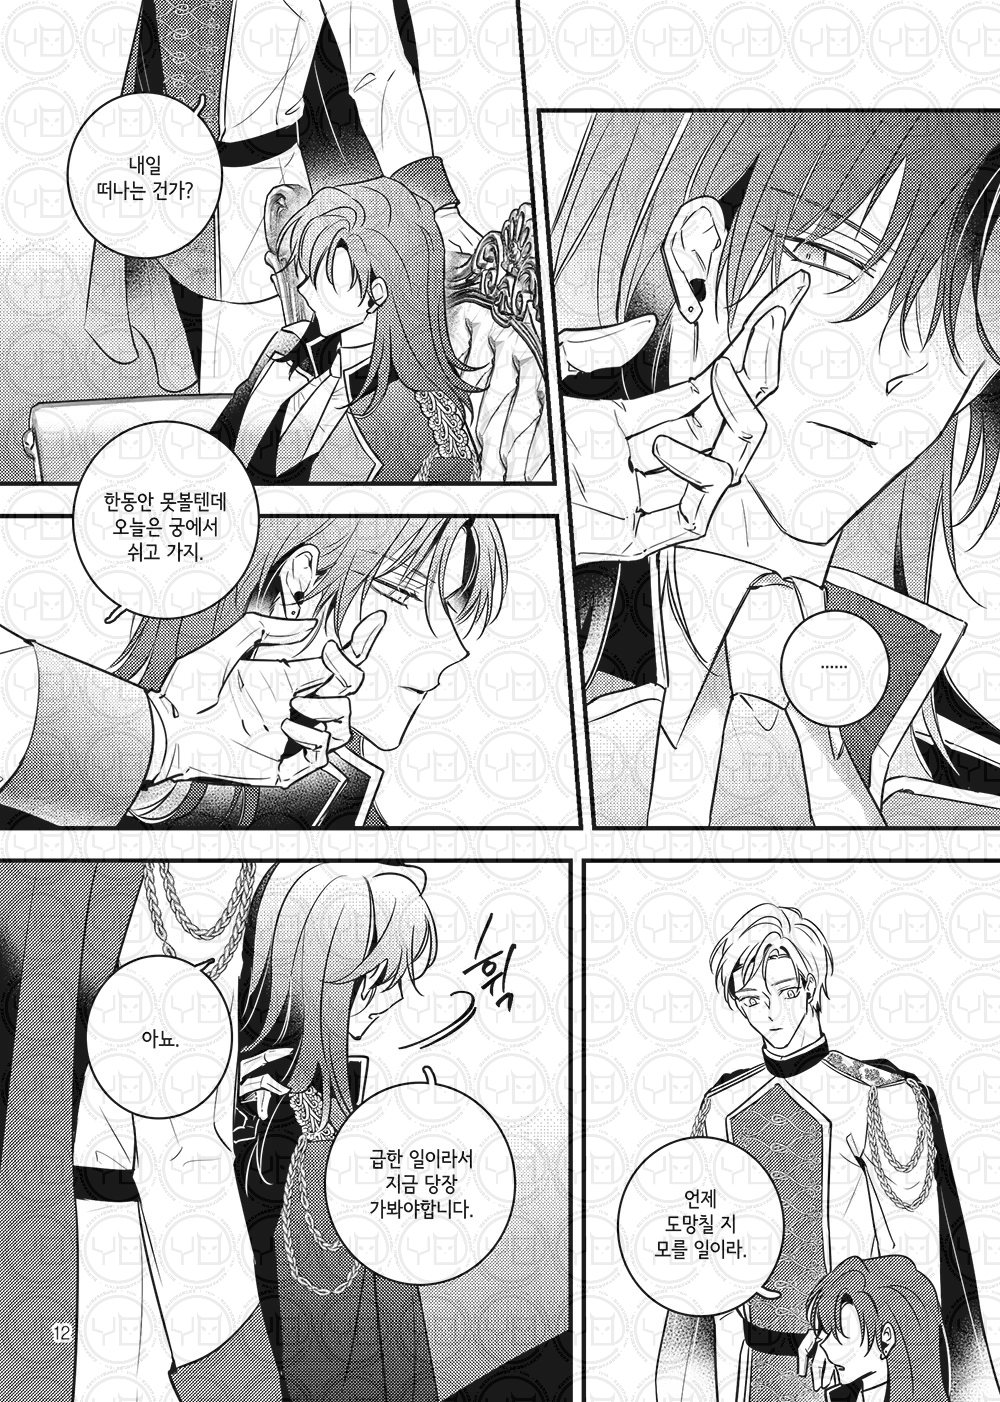 내일
떠나는 건가?
한동안 못볼텐데
오늘은 궁에서
쉬고 가지.
......
아뇨.
휙
급한 일이라서
지금 당장
가봐야합니다.
언제
도망칠 지
모를 일이라.
12